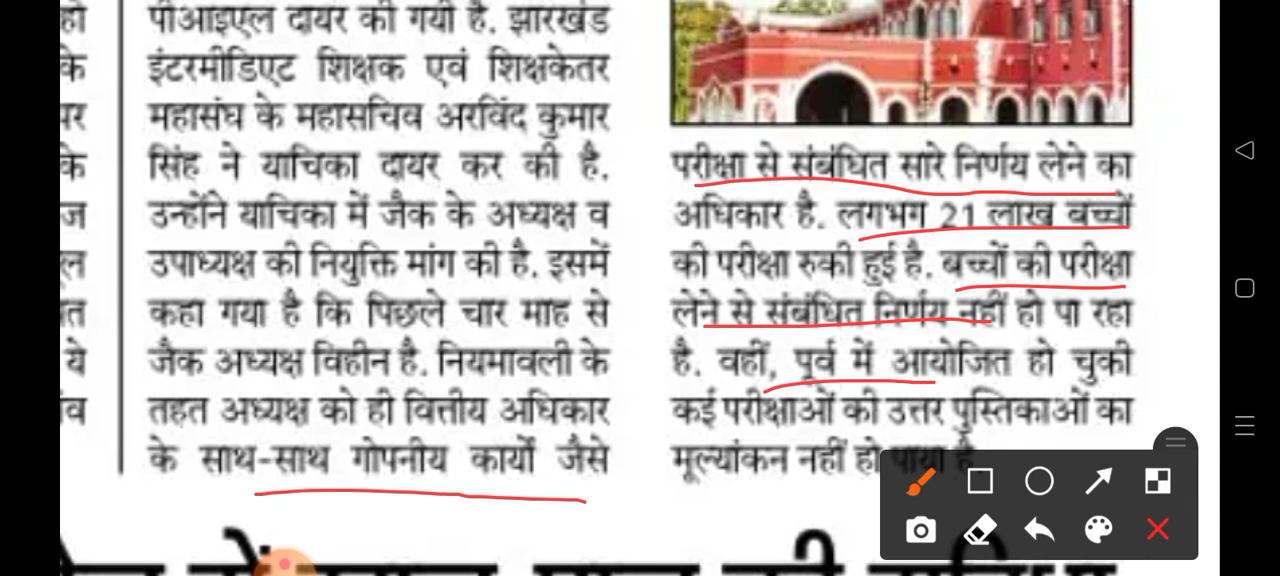 हो
के
पर
के
ज
ये
पीआइएल दायर की गयी है. झारखंड
इंटरमीडिएट शिक्षक एवं शिक्षकेतर
महासंघ के महासचिव अरविंद कुमार
सिंह ने याचिका दायर कर की है.
उन्होंने याचिका में जैक के अध्यक्ष व
उपाध्यक्ष की नियुक्ति मांग की है. इसमें
कहा गया है कि पिछले चार माह से
जैक अध्यक्ष विहीन है. नियमावली के
तहत अध्यक्ष को ही वित्तीय अधिकार
के साथ-साथ गोपनीय कार्यों जैसे
परीक्षा से संबंधित सारे निर्णय लेने का
अधिकार है. लगभग 21 लाख बच्चों
की परीक्षा रुकी हुई है. बच्चों की परीक्षा
लेने से संबंधित निर्णय नहीं हो पा रहा
है. वहीं, पूर्व में आयोजित हो चुकी
कई परीक्षाओं की उत्तर पुस्तिकाओं का
मूल्यांकन नहीं हो पाया है